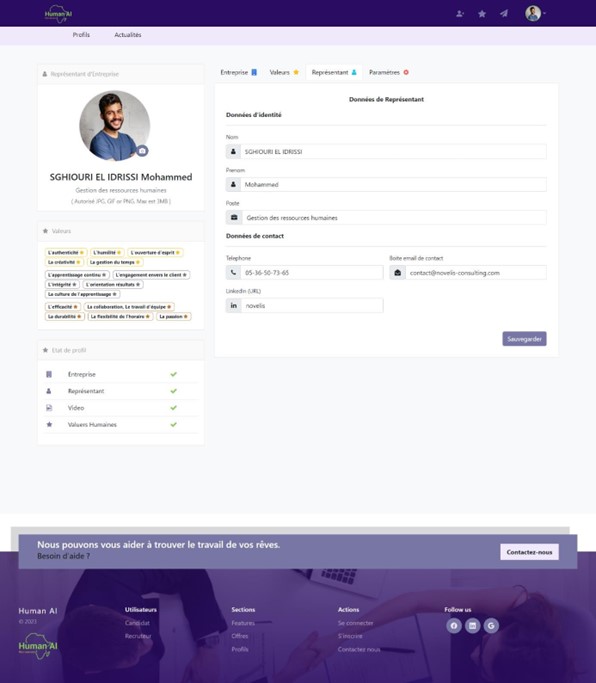 Human AI
Profils
Actualités
Représentant d'Entreprise
SGHIOURI EL IDRISSI Mohammed
Gestion des ressources humaines
( Autorisé JPG, GIF or PNG. Max est 3MB )
Valeurs
L'authenticité
L'humidité
L'ouverture d'esprit
La créativité
La gestion du temps
L'apprentissage continu
L'engagement envers le client
L'intégrité
L'orientation résultats
La culture de l'apprentissage
L'efficacité
La collaboration, Le travail d'équipe
La durabilité
La flexibilité de l'horaire
La passion
Etat de profil
Entreprise
Représentant
Video
Valuers Humaines
Entreprise
Valeurs
Représentant
Paramètres
Données de Représentant
Données d'identité
Nom
SGHIOURI EL IDRISSI
Prenom
Mohammed
Poste
Gestion des ressources humaines
Données de contact
Telephone
05-36-50-73-65
Boite email de contact
contact@novelis-consulting.com
LinkedIn (URL)
in
novelis
Sauvegarder
Nous pouvons vous aider à trouver le travail de vos rêves.
Besoin d'aide ?
Contactez-nous
Human AI
© 2023
Human AI
Utilisateurs
Candidat
Recruteur
Sections
Features
Offres
Profils
Actions
Se connecter
S'inscrire
Contactez nous
Follow us